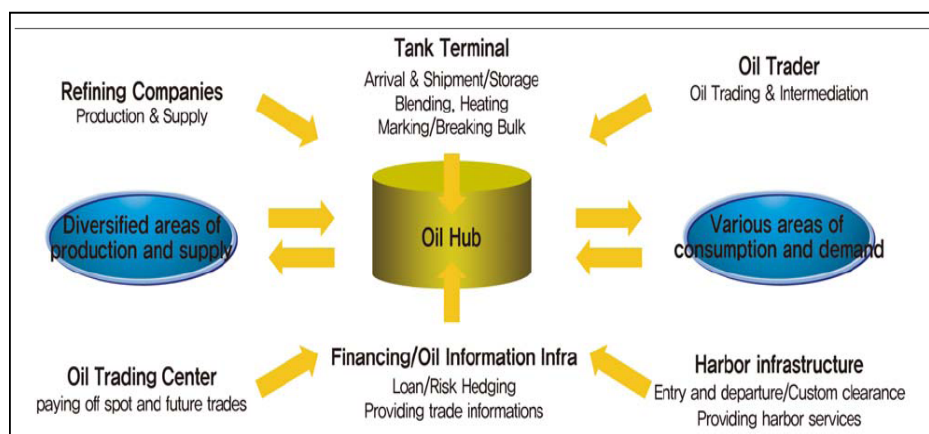 Tank Terminal
Arrival & Shipment/Storage
Blending, Heating
Marking/Breaking Bulk
Refining Companies
Production & Supply
Oil Trader
Oil Trading & Intermediation
Diversified areas of
production and supply
Oil Hub
Various areas of
consumption and demand
Oil Trading Center
paying off spot and future trades
Financing/Oil Information Infra
Loan/Risk Hedging
Providing trade informations
Harbor infrastructure
Entry and departure/Custom clearance
Providing harbor services